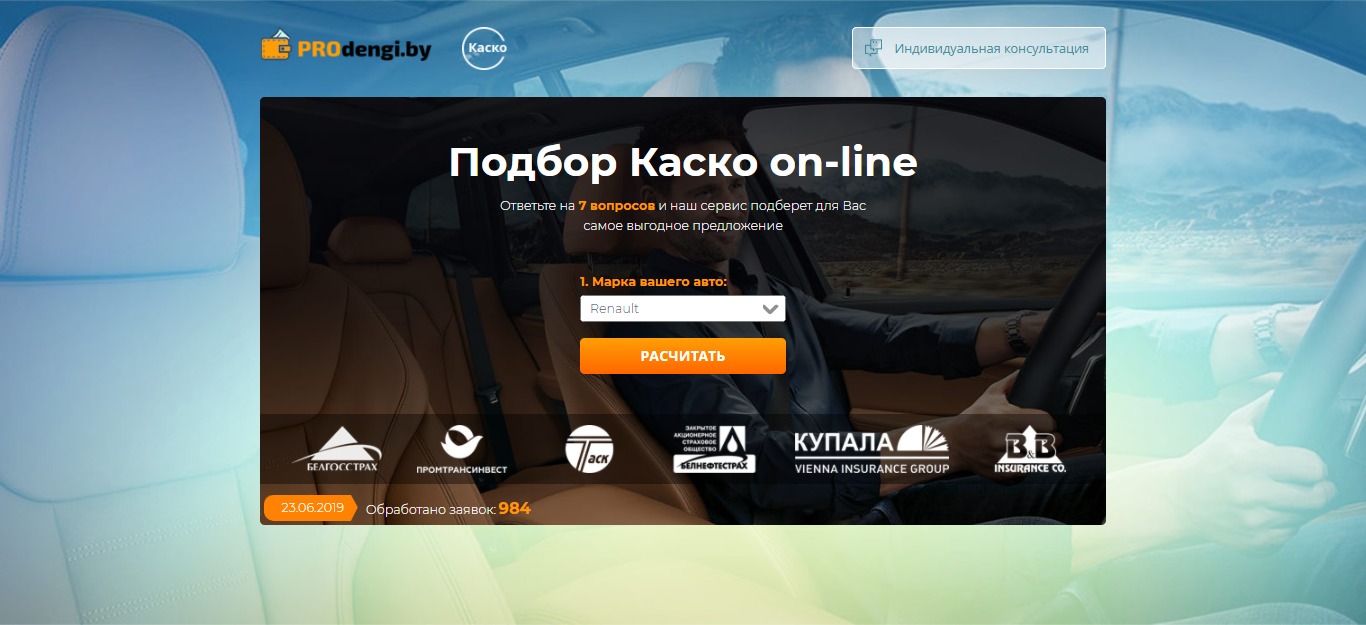 PROdengi.by
Каско
Индивидуальная консультация
Подбор Каско on-line
Ответьте на 7 вопросов и наш сервис подберет для Вас
самое выгодное предложение
1. Марка вашего авто:
Renault
РАСЧИТАТЬ
БЕЛГОССТРАХ
ПРОМТРАНСИНВЕСТ
Таск
ЗАКРЫТОЕ
АКЦИОНЕРНОЕ
СТРАХОВОЕ
ОБЩЕСТВО
БЕЛНЕФТЕСТРАХ
КУПАЛА
VIENNA INSURANCE GROUP
B&B
INSURANCE CO.
23.06.2019 Обработано заявок: 984